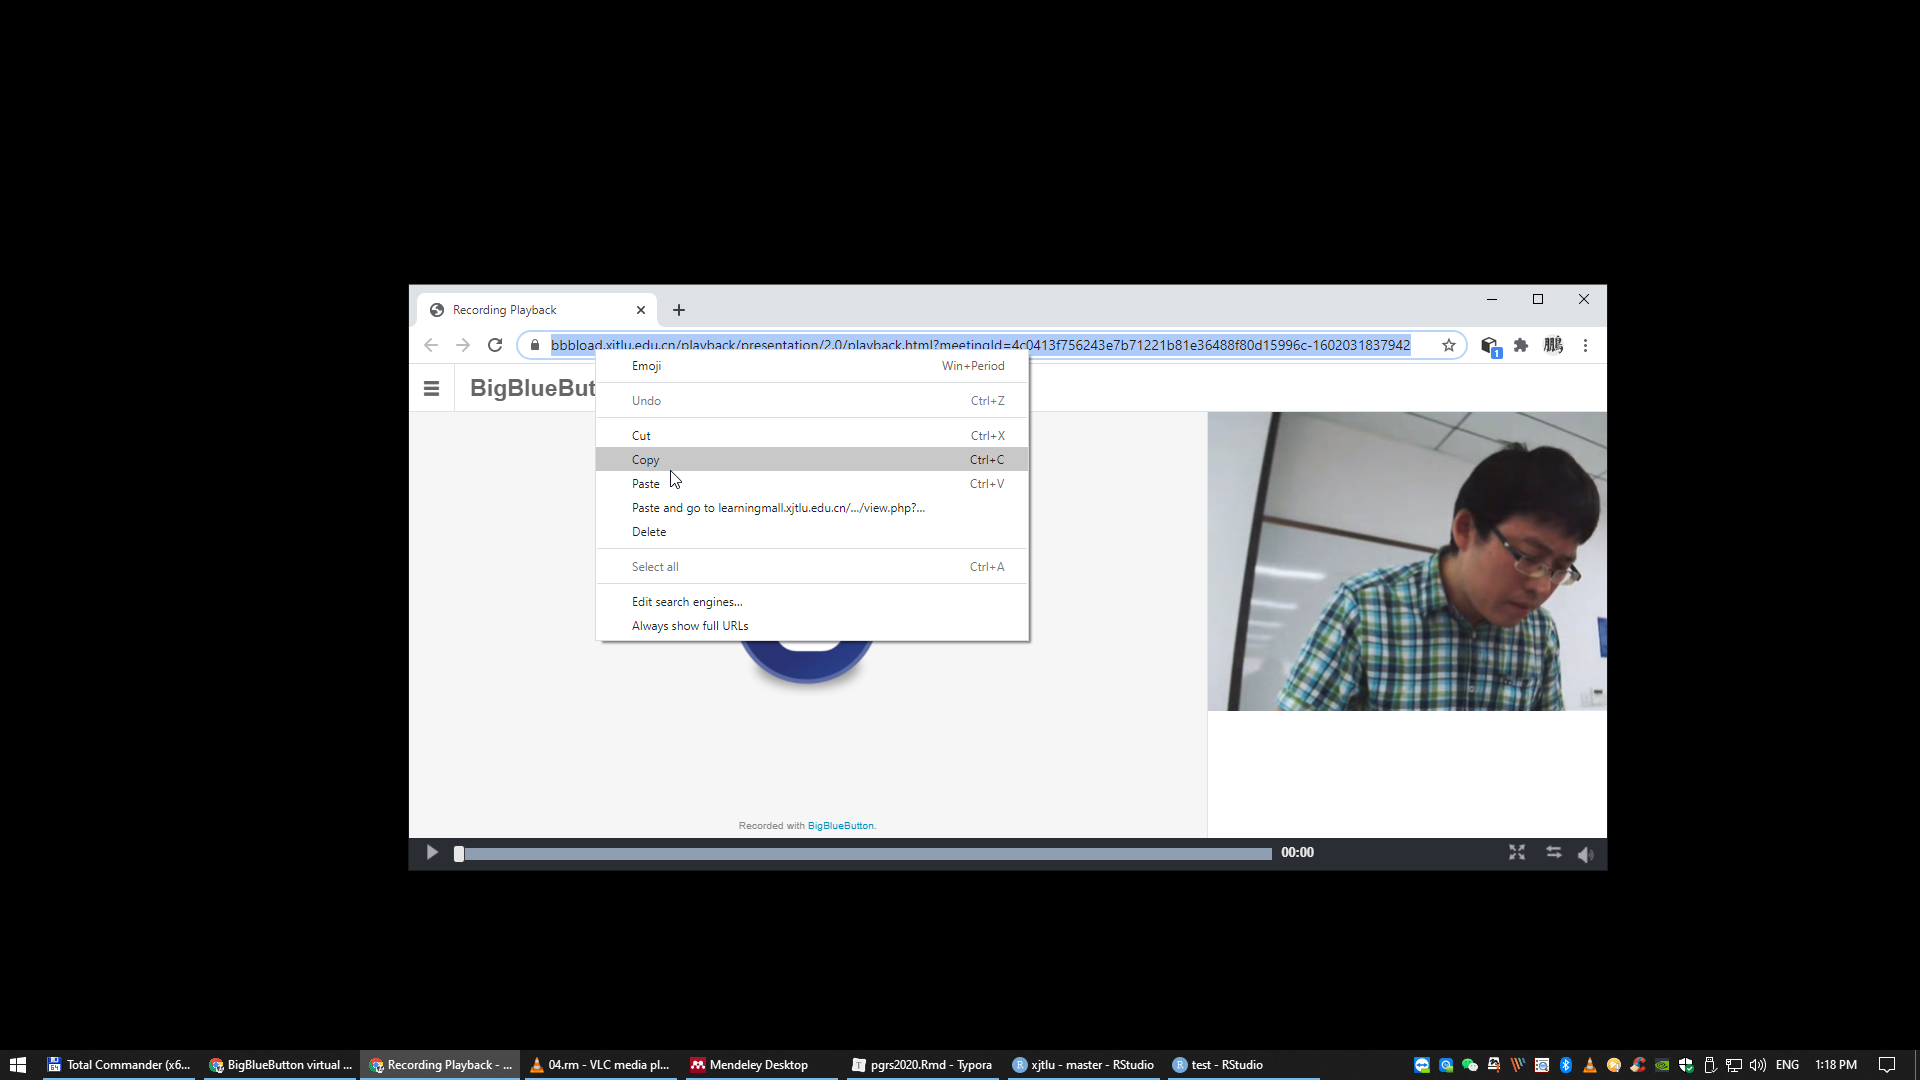 Recording Playback
bbbload.xjtlu.edu.cn/playback/presentation/2.0/playback.html?meetingId=4c0413f756243e7b71221b81e36488f80d15996c-1602031837942
1
鹏
BigBlueBut
Emoji Win+Period
Undo Ctrl+Z
Cut Ctrl+X
Copy Ctrl+C
Paste Ctrl+V
Paste and go to learningmall.xjtlu.edu.cn/.../view.php?...
Delete
Select all Ctrl+A
Edit search engines...
Always show full URLs
Recorded with BigBlueButton.
00:00
Total Commander (x6... BigBlueButton virtual ... Recording Playback - ... 04.rm - VLC media pl... Mendeley Desktop pgrs2020.Rmd - Typora xjtlu - master - RStudio test - RStudio ENG 1:18 PM